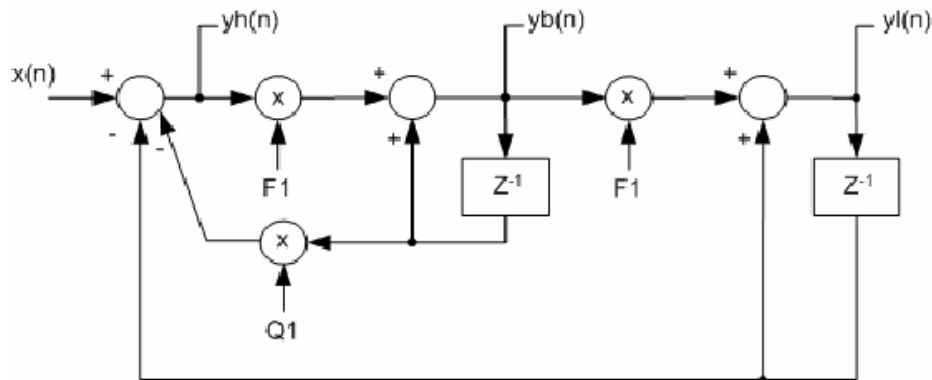 yh(n)
yb(n)
yl(n)
x(n)
+
+
+
x
x
-
-
+
+
F1
F1
Z-1
Z-1
x
Q1